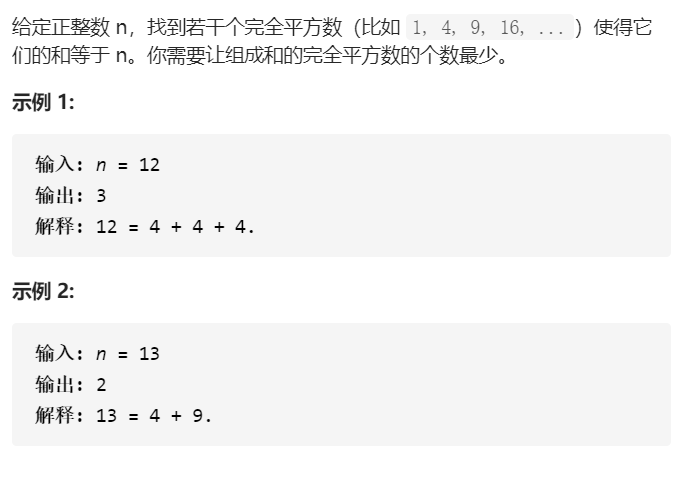 给定正整数 n，找到若干个完全平方数（比如 1, 4, 9, 16, ...）使得它
们的和等于 n。你需要让组成和的完全平方数的个数最少。
示例 1:
输入: n = 12
输出: 3
解释: 12 = 4 + 4 + 4.
示例 2:
输入: n = 13
输出: 2
解释: 13 = 4 + 9.